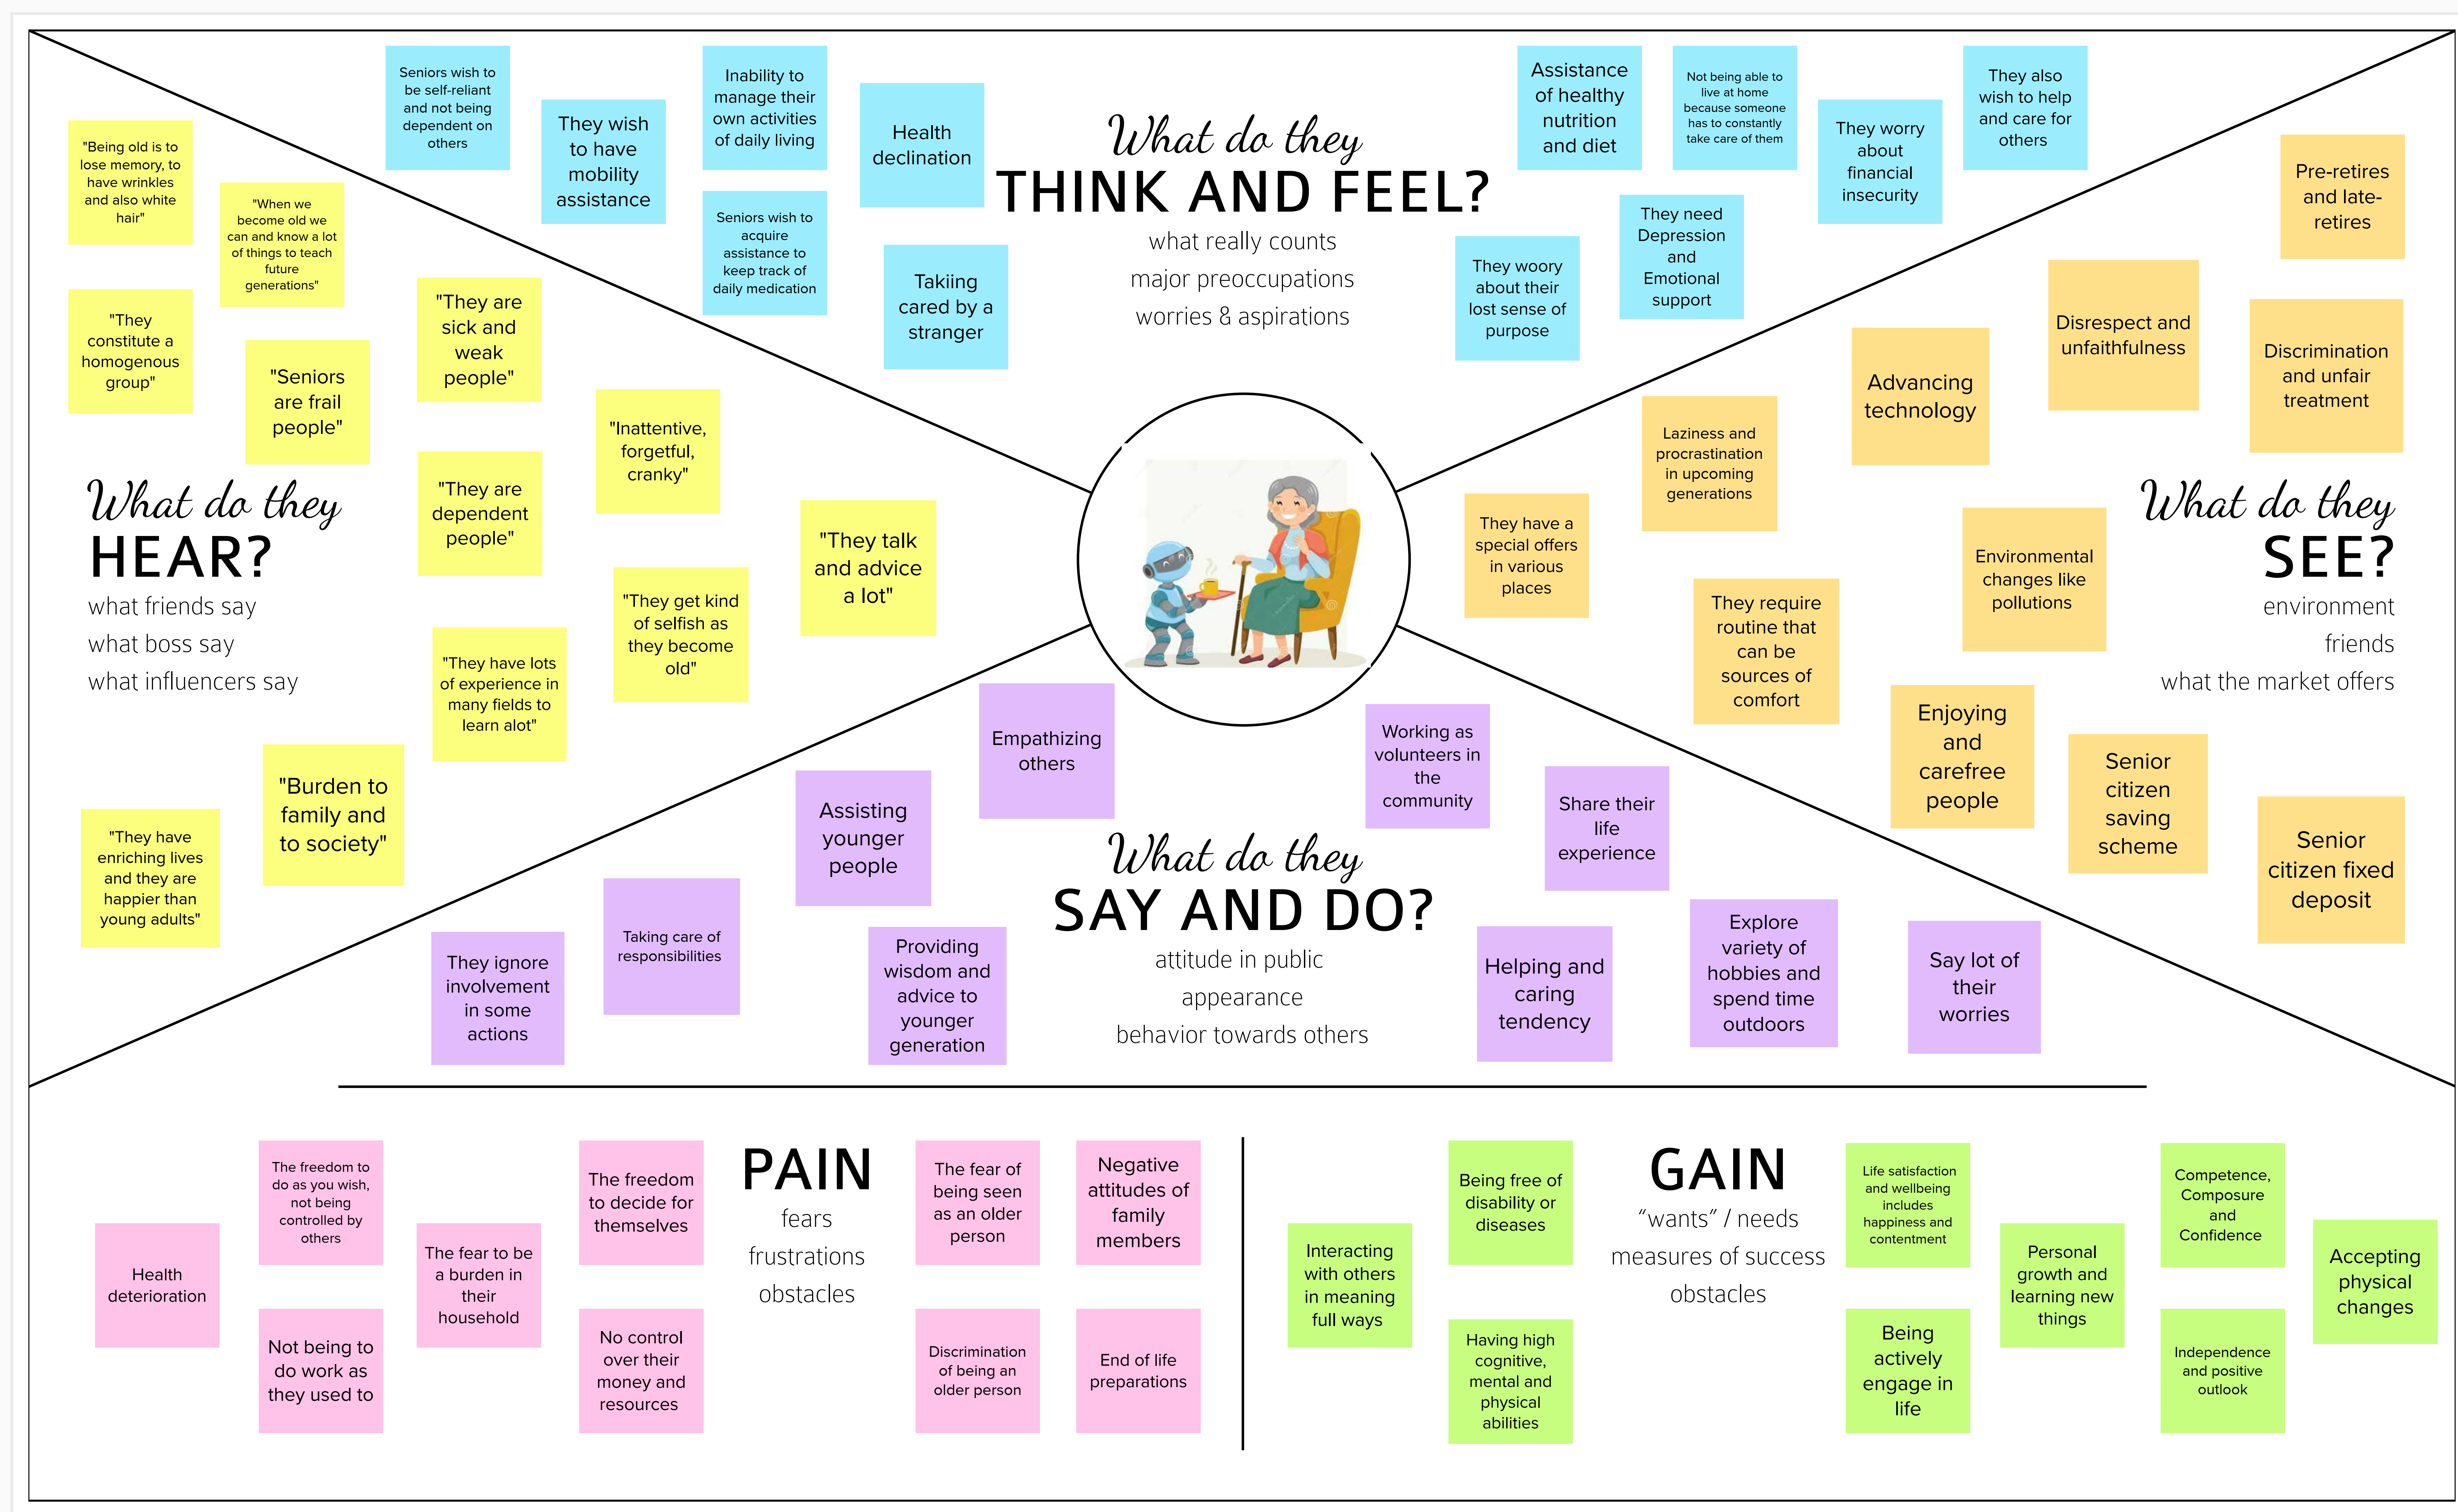 What do they
THINK AND FEEL?
what really counts
major preoccupations
worries & aspirations
Seniors wish to
be self-reliant
and not being
dependent on
others
They wish
to have
mobility
assistance
Inability to
manage their
own activities
of daily living
Health
declination
Seniors wish to
acquire
assistance to
keep track of
daily medication
Takiing
cared by a
stranger
Assistance
of healthy
nutrition
and diet
Not being able to
live at home
because someone
has to constantly
take care of them
They worry
about
financial
insecurity
They also
wish to help
and care for
others
They need
Depression
and
Emotional
support
They woory
about their
lost sense of
purpose
What do they
HEAR?
what friends say
what boss say
what influencers say
"Being old is to
lose memory, to
have wrinkles
and also white
hair"
"When we
become old we
can and know a lot
of things to teach
future
generations"
"They
constitute a
homogenous
group"
"Seniors
are frail
people"
"They are
sick and
weak
people"
"Inattentive,
forgetful,
cranky"
"They are
dependent
people"
"They talk
and advice
a lot"
"They get kind
of selfish as
they become
old"
"They have lots
of experience in
many fields to
learn alot"
"Burden to
family and
to society"
"They have
enriching lives
and they are
happier than
young adults"
What do they
SEE?
environment
friends
what the market offers
Pre-retires
and late-
retires
Disrespect and
unfaithfulness
Discrimination
and unfair
treatment
Advancing
technology
Laziness and
procrastination
in upcoming
generations
They have a
special offers
in various
places
Environmental
changes like
pollutions
They require
routine that
can be
sources of
comfort
Enjoying
and
carefree
people
Senior
citizen
saving
scheme
Senior
citizen fixed
deposit
What do they
SAY AND DO?
attitude in public
appearance
behavior towards others
Empathizing
others
Assisting
younger
people
Taking care of
responsibilities
They ignore
involvement
in some
actions
Providing
wisdom and
advice to
younger
generation
Working as
volunteers in
the
community
Share their
life
experience
Helping and
caring
tendency
Explore
variety of
hobbies and
spend time
outdoors
Say lot of
their
worries
PAIN
fears
frustrations
obstacles
Health
deterioration
The freedom to
do as you wish,
not being
controlled by
others
Not being to
do work as
they used to
The fear to be
a burden in
their
household
The freedom
to decide for
themselves
No control
over their
money and
resources
The fear of
being seen
as an older
person
Negative
attitudes of
family
members
Discrimination
of being an
older person
End of life
preparations
GAIN
“wants” / needs
measures of success
obstacles
Interacting
with others
in meaning
full ways
Being free of
disability or
diseases
Having high
cognitive,
mental and
physical
abilities
Life satisfaction
and wellbeing
includes
happiness and
contentment
Being
actively
engage in
life
Personal
growth and
learning new
things
Competence,
Composure
and
Confidence
Independence
and positive
outlook
Accepting
physical
changes